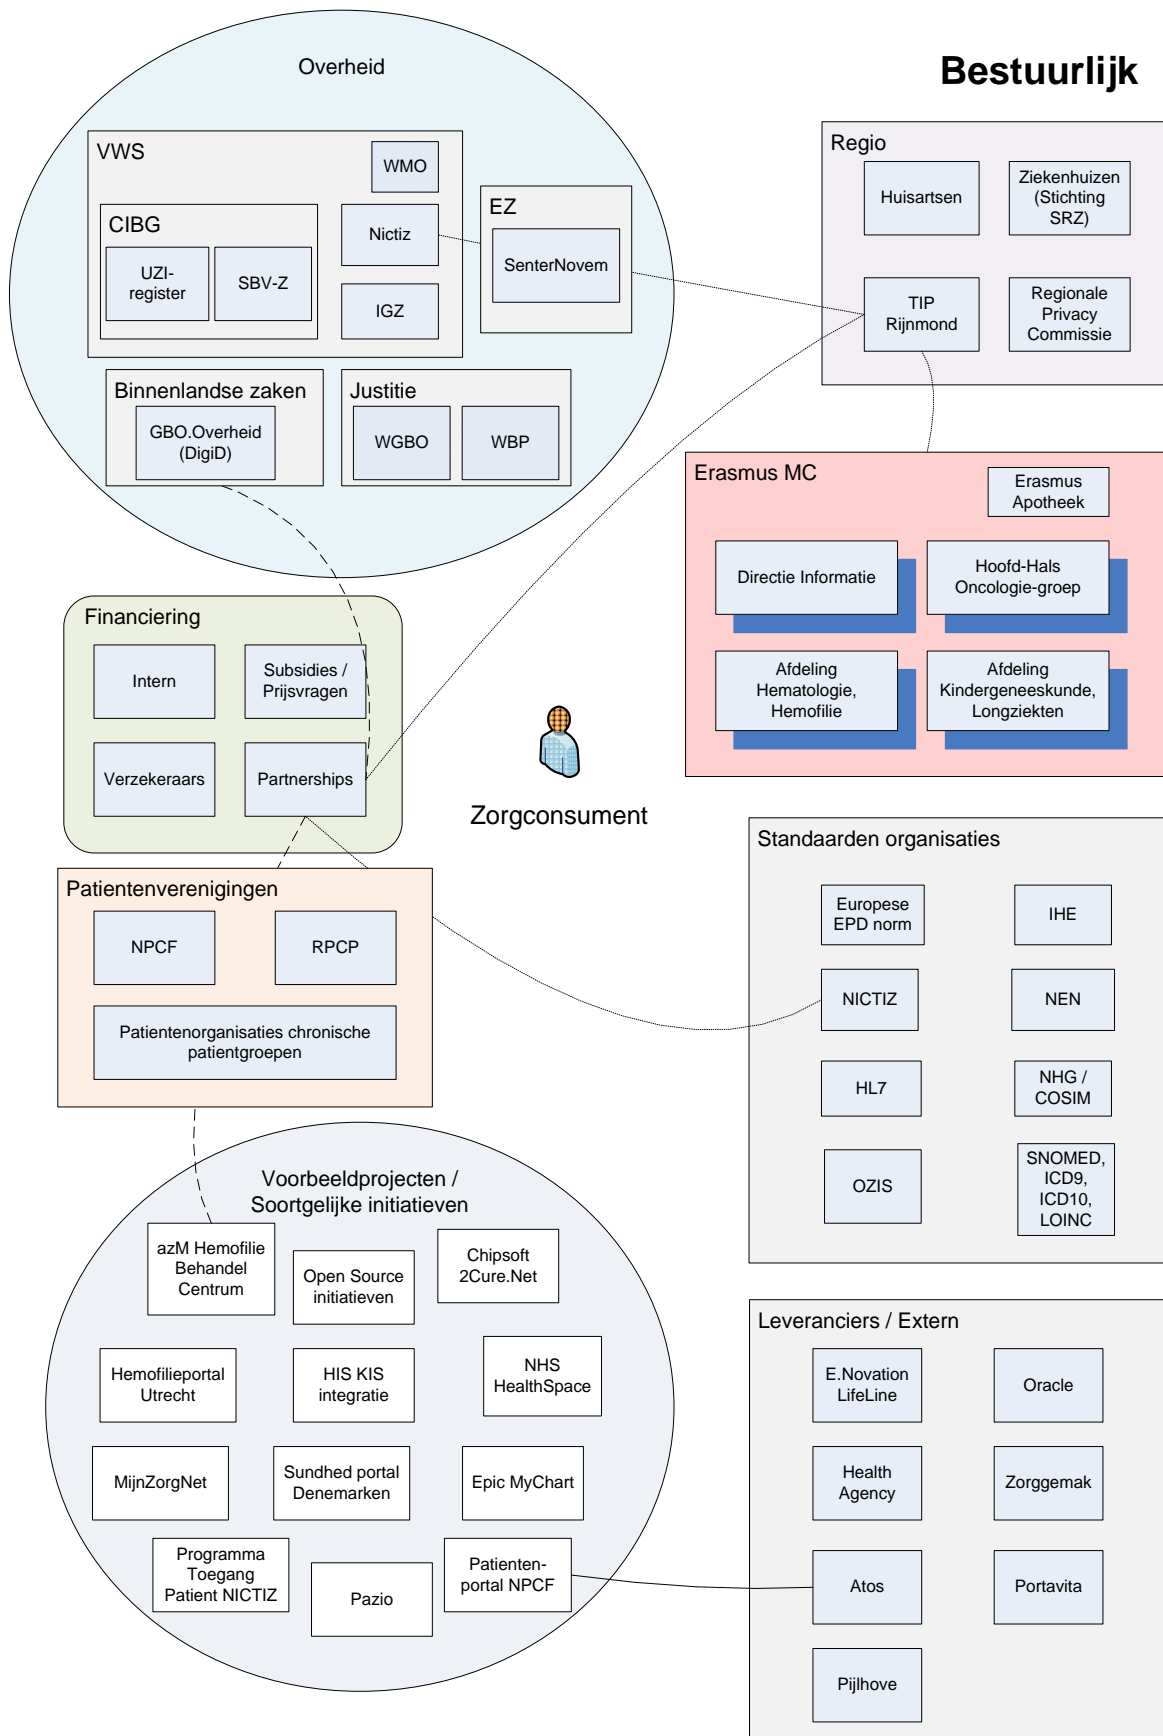 Bestuurlijk
Overheid
VWS
WMO
CIBG
UZI-
register
SBV-Z
Nictiz
IGZ
EZ
SenterNovem
Binnenlandse zaken
GBO.Overheid
(DigiD)
Justitie
WGBO
WBP
Regio
Huisartsen
Ziekenhuizen
(Stichting
SRZ)
TIP
Rijnmond
Regionale
Privacy
Commissie
Erasmus MC
Erasmus
Apotheek
Directie Informatie
Hoofd-Hals
Oncologie-groep
Afdeling
Hematologie,
Hemofilie
Afdeling
Kindergeneeskunde,
Longziekten
Financiering
Intern
Subsidies /
Prijsvragen
Verzekeraars
Partnerships
Zorgconsument
Patientenverenigingen
NPCF
RPCP
Patientenorganisaties chronische
patientgroepen
Standaarden organisaties
Europese
EPD norm
IHE
NICTIZ
NEN
HL7
NHG /
COSIM
OZIS
SNOMED,
ICD9,
ICD10,
LOINC
Voorbeeldprojecten /
Soortgelijke initiatieven
azM Hemofilie
Behandel
Centrum
Open Source
initiatieven
Chipsoft
2Cure.Net
Hemofilieportal
Utrecht
HIS KIS
integratie
NHS
HealthSpace
MijnZorgNet
Sundhed portal
Denemarken
Epic MyChart
Programma
Toegang
Patient NICTIZ
Pazio
Patienten-
portal NPCF
Leveranciers / Extern
E.Novation
LifeLine
Oracle
Health
Agency
Zorggemak
Atos
Portavita
Pijlhove